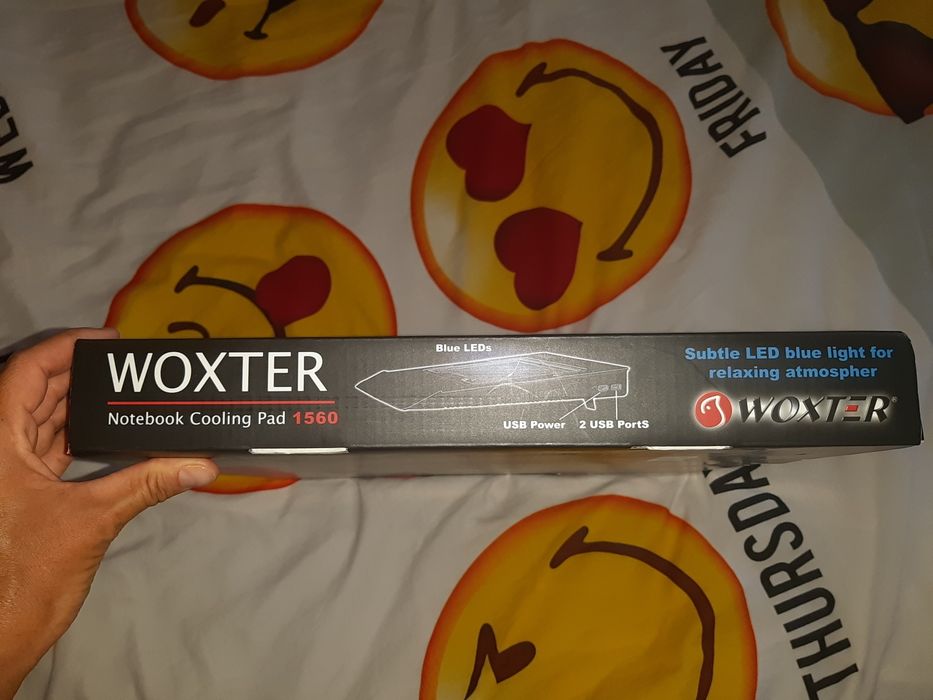 FRIDAY
WOXTER
Notebook Cooling Pad 1560
Blue LEDs
USB Power
2 USB PortS
Subtle LED blue light for
relaxing atmospher
WOXTER®
THURSDAY